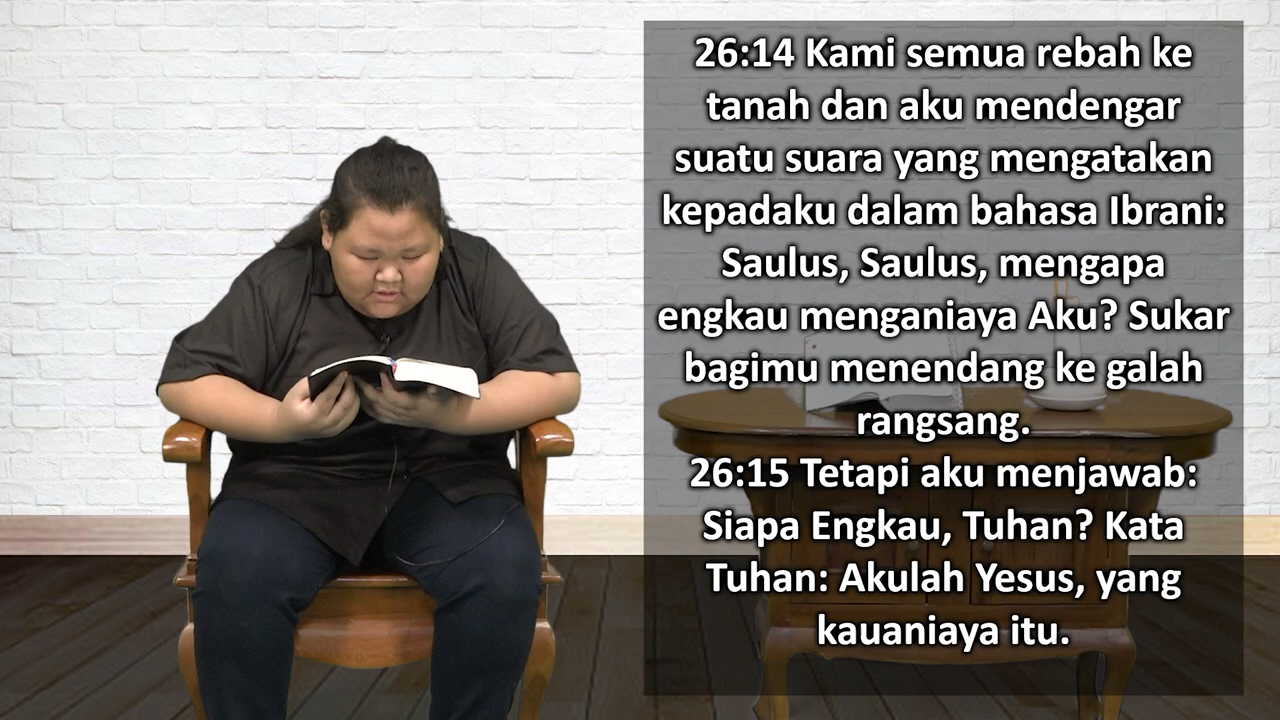 26:14 Kami semua rebah ke
tanah dan aku mendengar
suatu suara yang mengatakan
kepadaku dalam bahasa Ibrani:
Saulus, Saulus, mengapa
engkau menganiaya Aku? Sukar
bagimu menendang ke galah
rangsang.
26:15 Tetapi aku menjawab:
Siapa Engkau, Tuhan? Kata
Tuhan: Akulah Yesus, yang
kauaniaya itu.